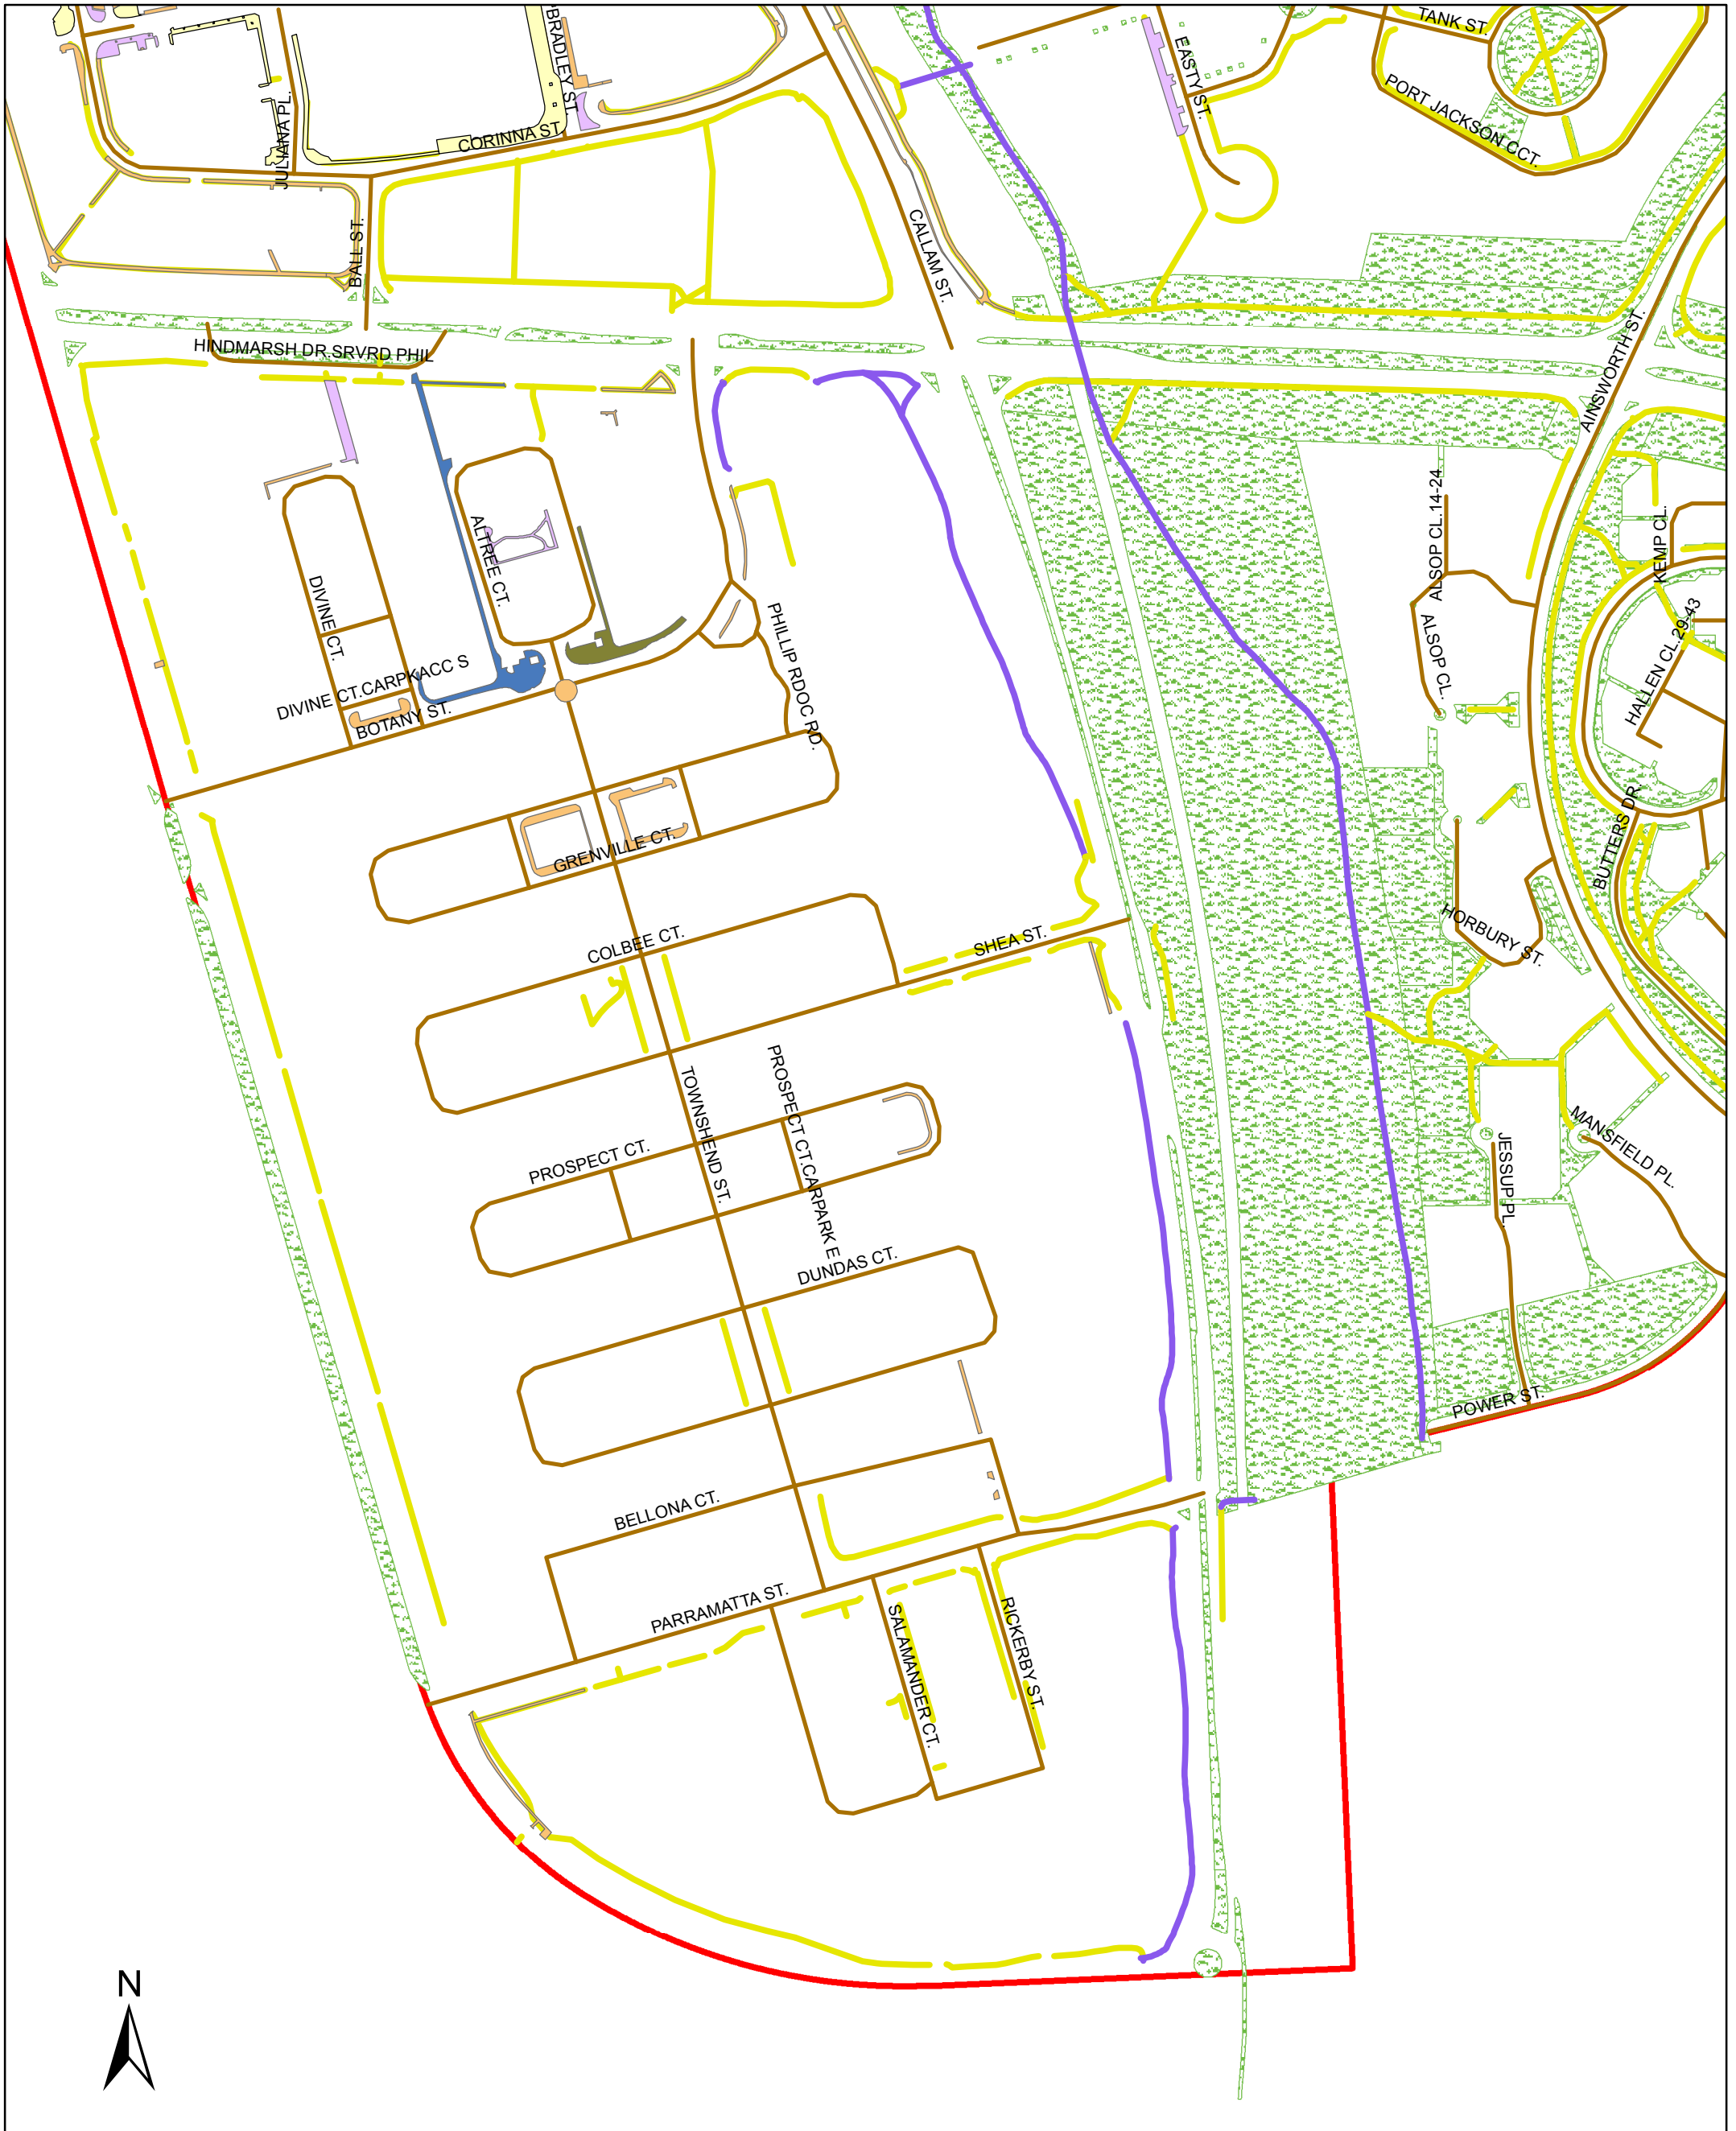 BRADLEY ST.
TANK ST.
EASTY ST.
PORT JACKSON CCT.
JULIANA PL.
CORINNA ST.
BALL ST.
CALLAM ST.
HINDMARSH DR.SRVRD PHIL
AINSWORTH ST.
ALSOP CL.14-24
KEMP CL.
ALTREE CT.
DIVINE CT.
PHILLIP RDOC RD.
ALSOP CL.
HALLEN CL.29-43
DIVINE CT.CARPKACC S
BOTANY ST.
GRENVILLE CT.
BUTTERS DR.
HORBURY ST.
COLBEE CT.
SHEA ST.
TOWNSHEND ST.
PROSPECT CT.CARPARK E
PROSPECT CT.
MANSFIELD PL.
JESSUP PL.
DUNDAS CT.
POWER ST.
BELLONA CT.
PARRAMATTA ST.
SALAMANDER CT.
RICKERBY ST.
N